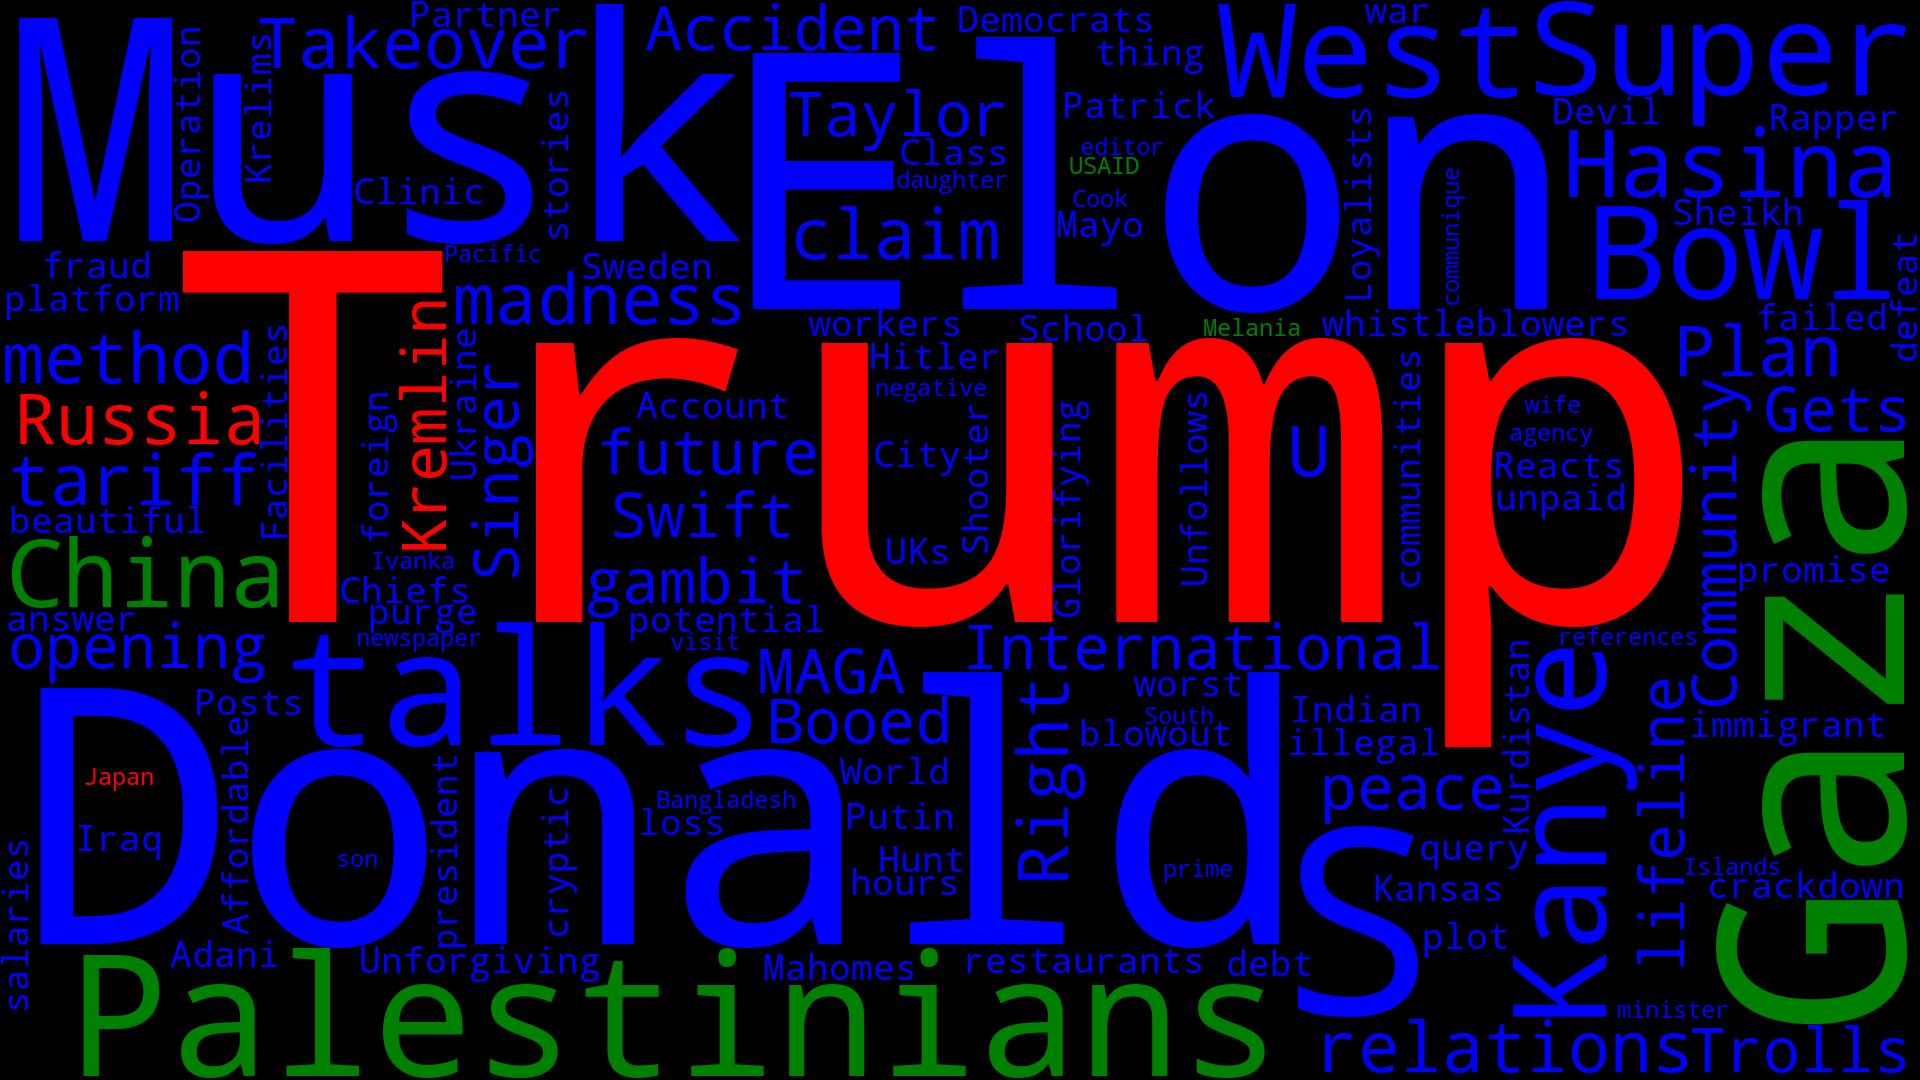 Musk
Elon
Trump
Donald
Palestinians
Gaza
Takeover
Partner
Operation
Krelims
Clinic
stories
Accident
Democrats
thing
Taylor
Class
daughter
claim
Patrick
editor
USAID
Cook
Mayo
West
war
Super
Devil
Rapper
Hasina
Sheikh
Bowl
Loyalists
communique
defeat
fraud
platform
Pacific
Sweden
madness
workers
School
Melania
whistleblowers
failed
Plan
method
Facilities
Kremlin
Ukraine
Singer
Russia
foreign
tariff
beautiful
China
Ivanka
Chiefs
purge
newspaper
answer
opening
Hitler
negative
Account
future
City
Shooter
Glorifying
Swift
UKs
gambit
potential
visit
Unfollows
U
communities
wife
agency
Reacts
unpaid
Community
Gets
promise
references
immigrant
talks
MAGA
Booed
International
Right
worst
South
blowout
Indian
illegal
peace
Kurdistan
Kanye
lifeline
Posts
Affordable
Japan
Iraq
son
president
cryptic
loss
Bangladesh
World
Putin
Hunt
hours
prime
S
query
Kansas
plot
Islands
crackdown
salaries
Adani
Unforgiving
Mahomes
restaurants
debt
minister
relations
Trolls